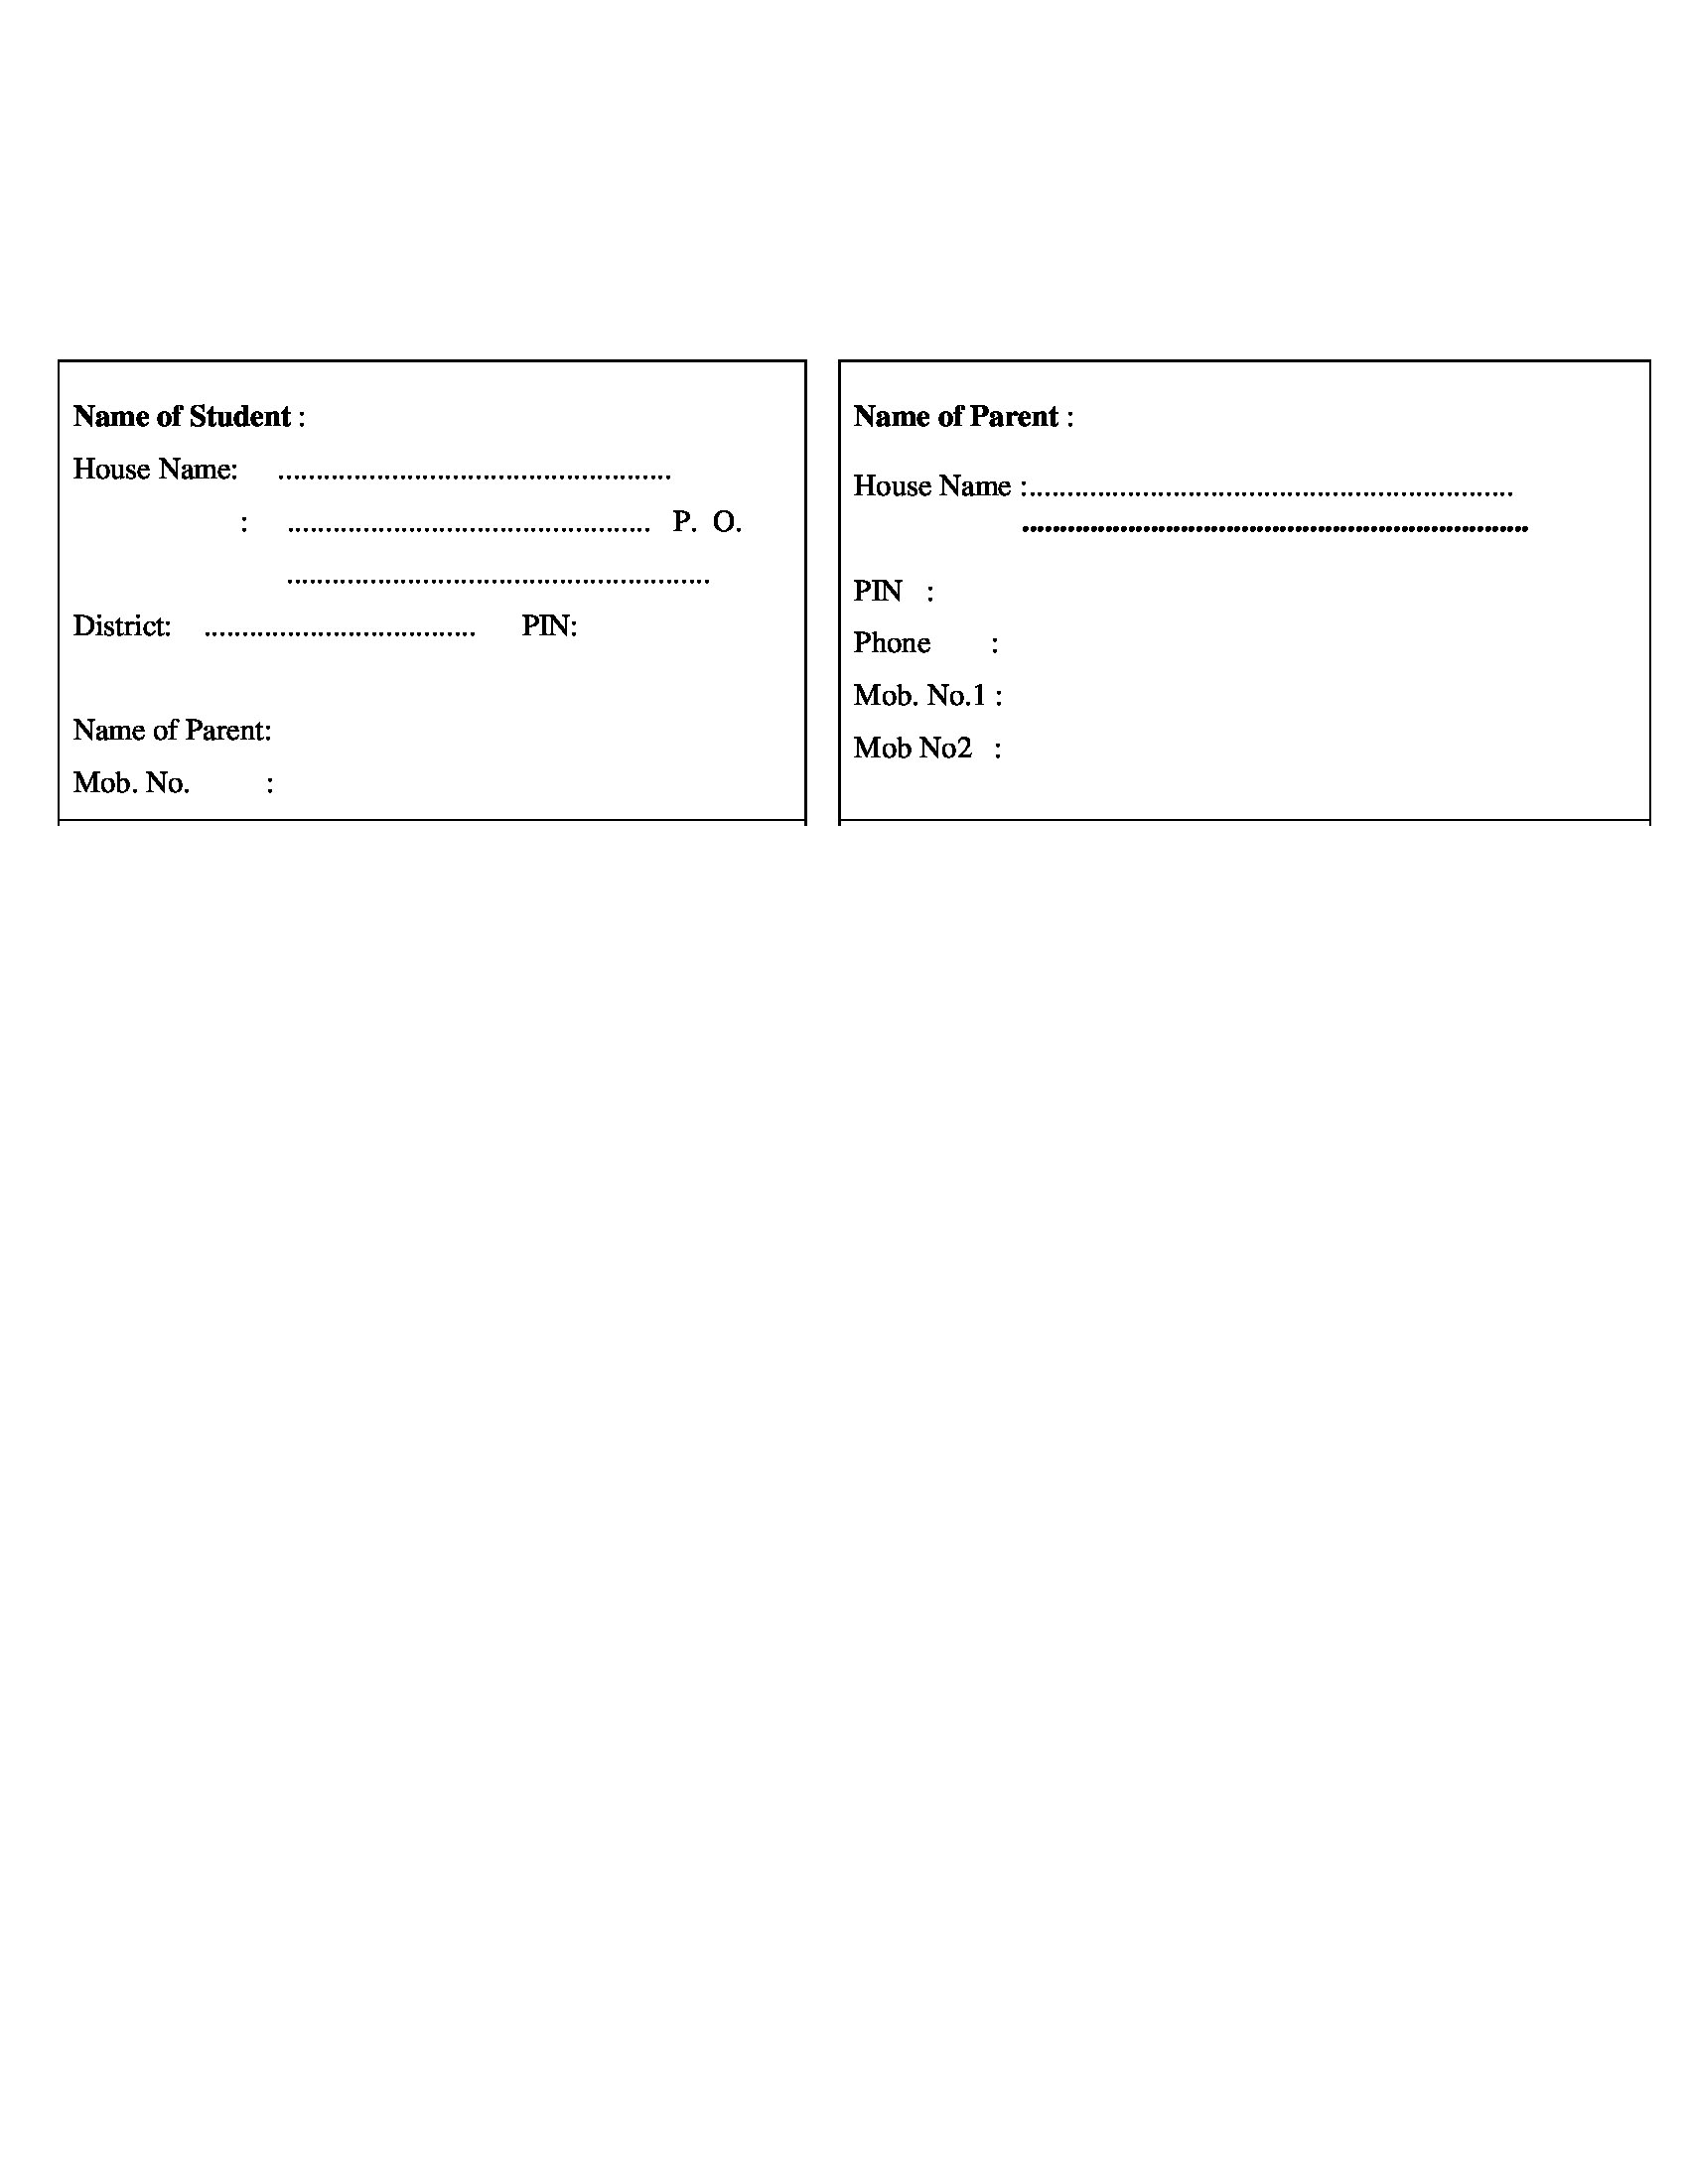 Name of Student :
House Name: ....................................................
: ................................................ P. O.
........................................................
District: .................................... PIN:
Name of Parent:
Mob. No. :
Name of Parent :
House Name :................................................................
...................................................................
PIN :
Phone :
Mob. No.1 :
Mob No2 :